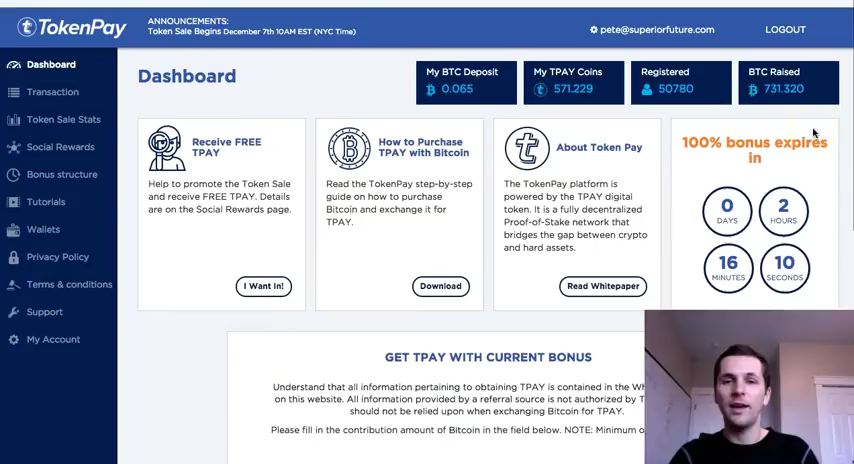 TokenPay
ANNOUNCEMENTS:
Token Sale Begins December 7th 10AM EST (NYC Time)
pete@superiorfuture.com
LOGOUT
Dashboard
Transaction
Token Sale Stats
Social Rewards
Bonus structure
Tutorials
Wallets
Privacy Policy
Terms & conditions
Support
My Account
Dashboard
My BTC Deposit
0.065
My TPAY Coins
571.229
Registered
50780
BTC Raised
731.320
Receive FREE
TPAY
Help to promote the Token Sale
and receive FREE TPAY. Details
are on the Social Rewards page.
I Want In!
How to Purchase
TPAY with Bitcoin
Read the TokenPay step-by-step
guide on how to purchase
Bitcoin and exchange it for
TPAY.
Download
About Token Pay
The TokenPay platform is
powered by the TPAY digital
token. It is a fully decentralized
Proof-of-Stake network that
bridges the gap between crypto
and hard assets.
Read Whitepaper
100% bonus expires
in
0
DAYS
2
HOURS
16
MINUTES
10
SECONDS
GET TPAY WITH CURRENT BONUS
Understand that all information pertaining to obtaining TPAY is contained in the
on this website. All information provided by a referral source is not authorized by
should not be relied upon when exchanging Bitcoin for TPAY.
Please fill in the contribution amount of Bitcoin in the field below. NOTE: Minimum